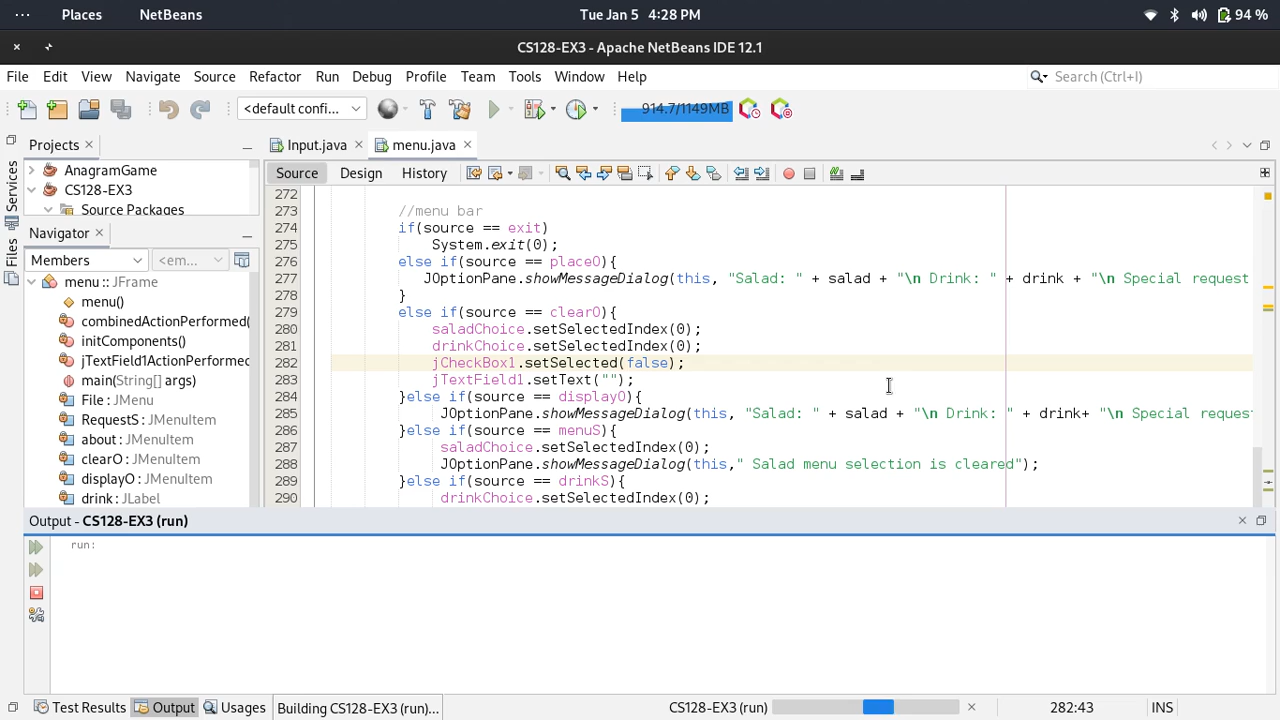 Places NetBeans Tue Jan 5 4:28 PM 94 %
CS128-EX3 - Apache NetBeans IDE 12.1
File Edit View Navigate Source Refactor Run Debug Profile Team Tools Window Help Search (Ctrl+I)
<default confi... 914.7/1149MB
Projects Input.java menu.java
Services
Files
AnagramGame
CS128-EX3
Source Packages
Source Design History
Navigator
Members <em...
menu :: JFrame
menu()
combinedActionPerformed(
initComponents()
jTextField1ActionPerformed
main(String[] args)
File : JMenu
RequestS : JMenuItem
about : JMenuItem
clearO : JMenuItem
displayO : JMenuItem
drink : JLabel
272
273 //menu bar
274 if(source == exit)
275 System.exit(0);
276 else if(source == placeO){
277 JOptionPane.showMessageDialog(this, "Salad: " + salad + "\n Drink: " + drink + "\n Special request
278 }
279 else if(source == clearO){
280 saladChoice.setSelectedIndex(0);
281 drinkChoice.setSelectedIndex(0);
282 jCheckBox1.setSelected(false);
283 jTextField1.setText("");
284 }else if(source == displayO){
285 JOptionPane.showMessageDialog(this, "Salad: " + salad + "\n Drink: " + drink+ "\n Special request
286 }else if(source == menuS){
287 saladChoice.setSelectedIndex(0);
288 JOptionPane.showMessageDialog(this," Salad menu selection is cleared");
289 }else if(source == drinkS){
290 drinkChoice.setSelectedIndex(0);
Output - CS128-EX3 (run)
run:
Test Results Output Usages Building CS128-EX3 (run)... CS128-EX3 (run) 282:43 INS